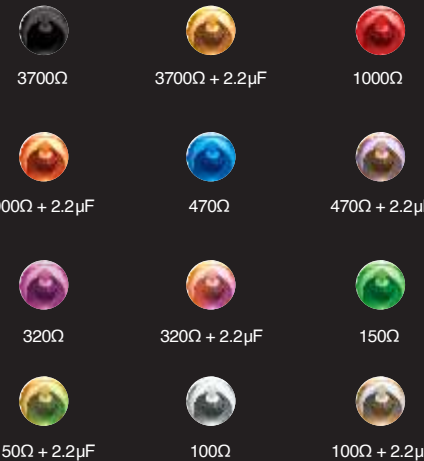 3700Ω 3700Ω + 2.2µF 1000Ω
00Ω + 2.2µF 470Ω 470Ω + 2.2µ
320Ω 320Ω + 2.2µF 150Ω
50Ω + 2.2µF 100Ω 100Ω + 2.2µ